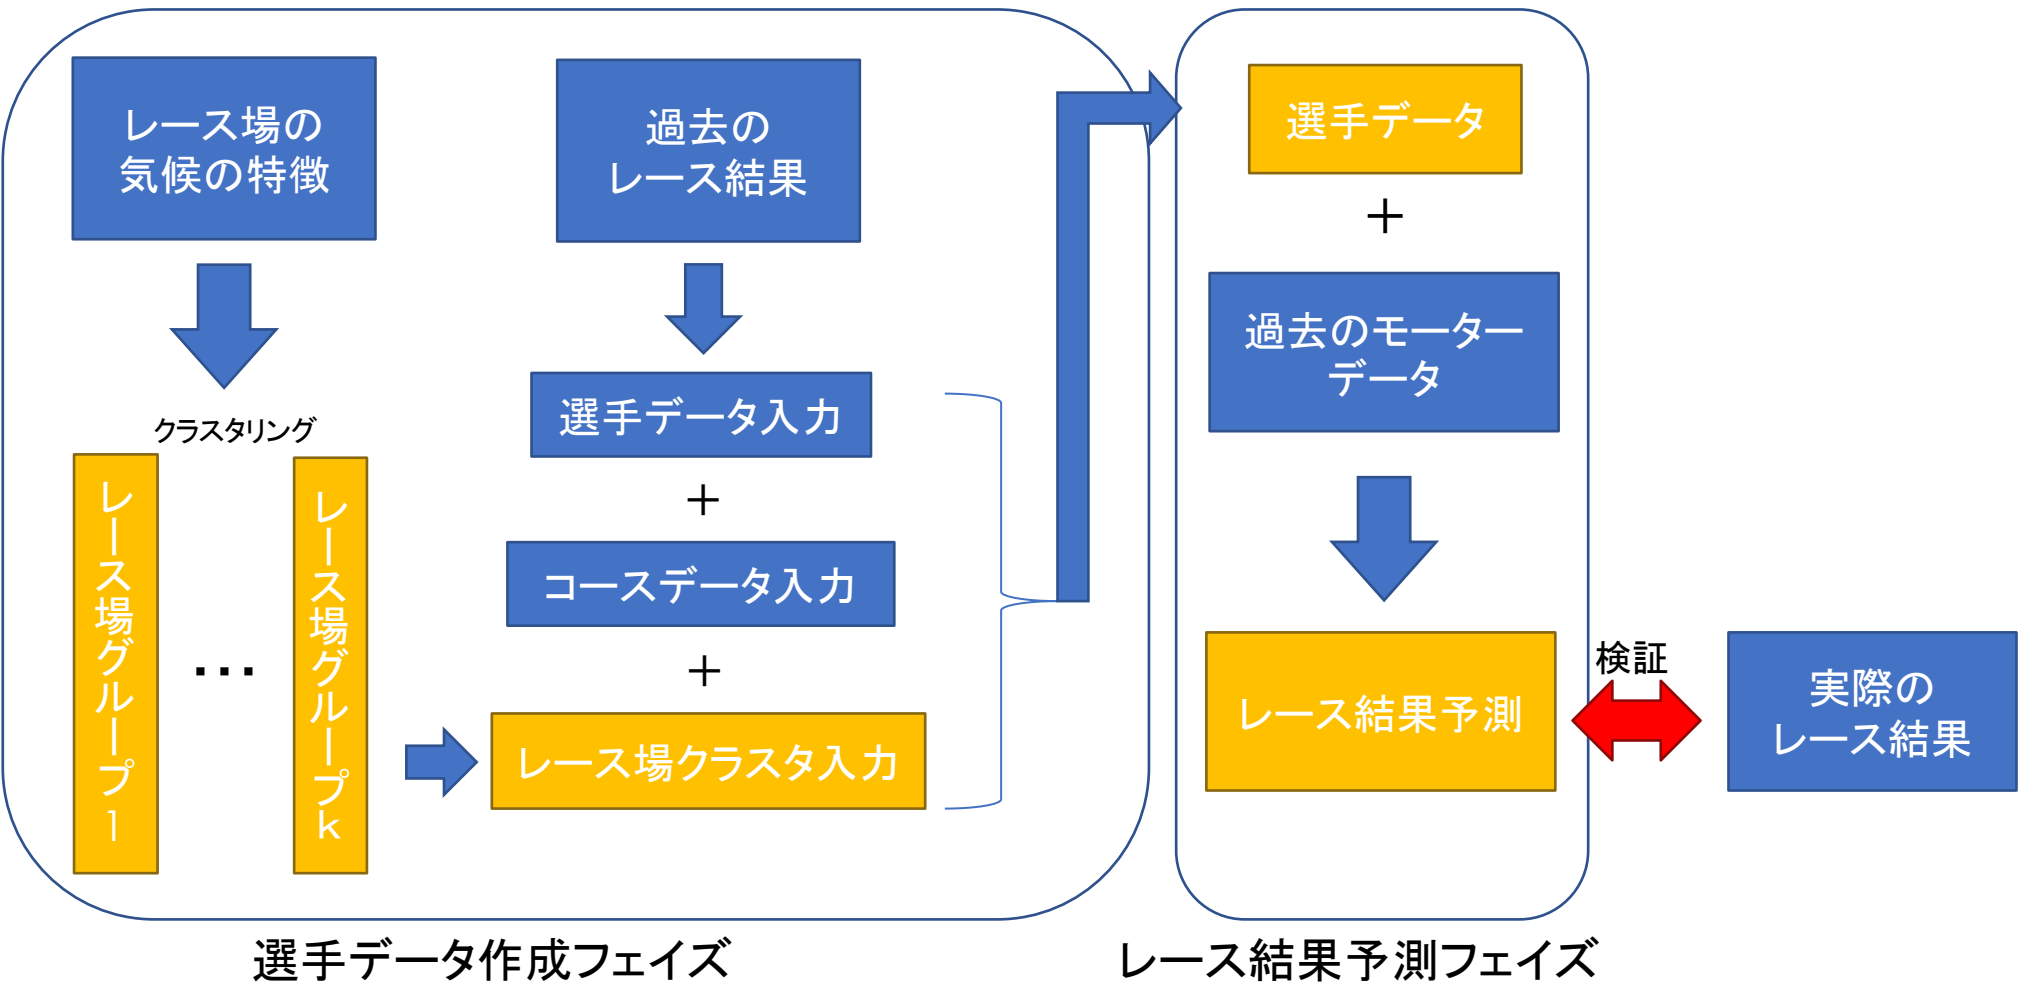 レース場の
気候の特徴
クラスタリング
レース場グループ1
・・・
レース場グループk
過去の
レース結果
選手データ入力
＋
コースデータ入力
＋
レース場クラスタ入力
選手データ作成フェイズ
選手データ
＋
過去のモーター
データ
レース結果予測
レース結果予測フェイズ
検証
実際の
レース結果